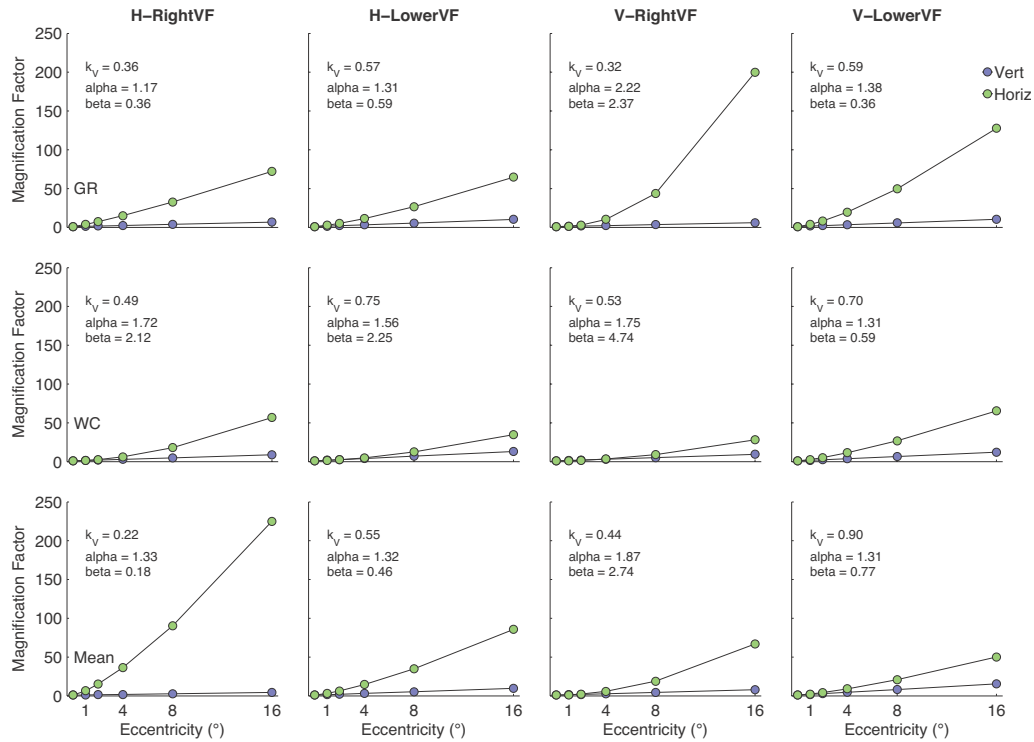 H−RightVF
H−LowerVF
V−RightVF
V−LowerVF
250
200
150
100
50
0
Magnification Factor
k_V = 0.36
alpha = 1.17
beta = 0.36
GR
k_V = 0.57
alpha = 1.31
beta = 0.59
k_V = 0.32
alpha = 2.22
beta = 2.37
k_V = 0.59
alpha = 1.38
beta = 0.36
Vert
Horiz
250
200
150
100
50
0
Magnification Factor
k_V = 0.49
alpha = 1.72
beta = 2.12
WC
k_V = 0.75
alpha = 1.56
beta = 2.25
k_V = 0.53
alpha = 1.75
beta = 4.74
k_V = 0.70
alpha = 1.31
beta = 0.59
250
200
150
100
50
0
Magnification Factor
k_V = 0.22
alpha = 1.33
beta = 0.18
Mean
k_V = 0.55
alpha = 1.32
beta = 0.46
k_V = 0.44
alpha = 1.87
beta = 2.74
k_V = 0.90
alpha = 1.31
beta = 0.77
1 4 8 16
Eccentricity (°)
1 4 8 16
Eccentricity (°)
1 4 8 16
Eccentricity (°)
1 4 8 16
Eccentricity (°)